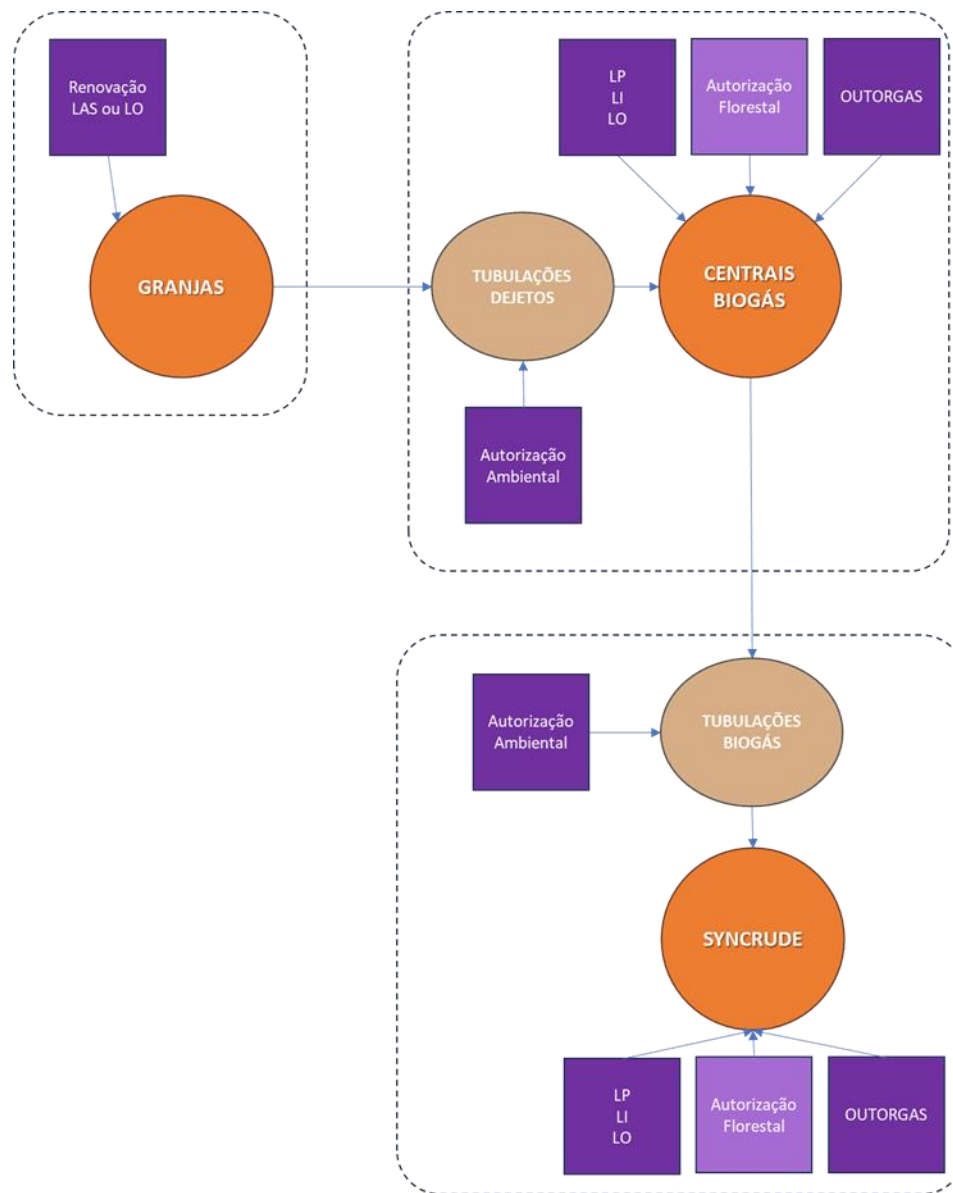 Renovação
LAS ou LO
LP
LI
LO
Autorização
Florestal
OUTORGAS
GRANJAS
TUBULAÇÕES
DEJETOS
CENTRAIS
BIOGÁS
Autorização
Ambiental
Autorização
Ambiental
TUBULAÇÕES
BIOGÁS
SYNCRUDE
LP
LI
LO
Autorização
Florestal
OUTORGAS